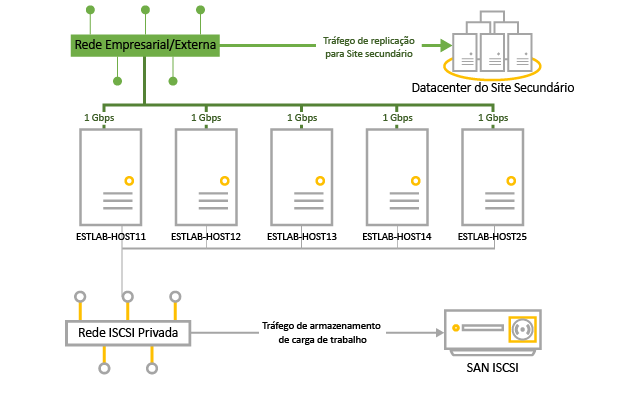 Rede Empresarial/Externa
Tráfego de replicação
para Site secundário
Datacenter do Site Secundário
1 Gbps
1 Gbps
1 Gbps
1 Gbps
1 Gbps
ESTLAB-HOST11
ESTLAB-HOST12
ESTLAB-HOST13
ESTLAB-HOST14
ESTLAB-HOST25
Rede ISCSI Privada
Tráfego de armazenamento
de carga de trabalho
SAN ISCSI